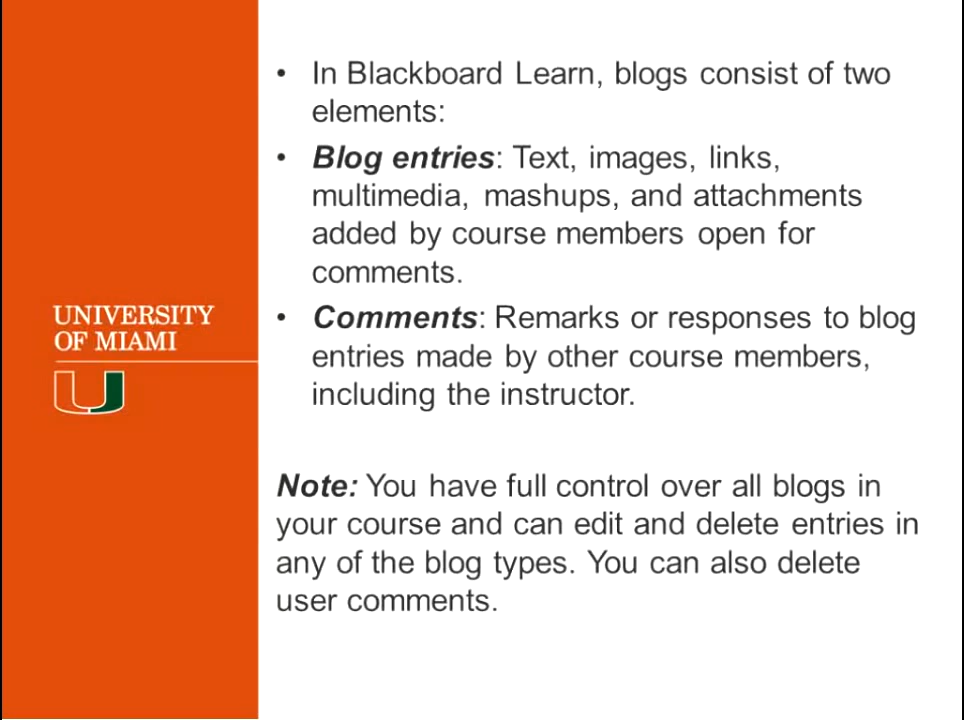 UNIVERSITY
OF MIAMI
• In Blackboard Learn, blogs consist of two
elements:
• Blog entries: Text, images, links,
multimedia, mashups, and attachments
added by course members open for
comments.
• Comments: Remarks or responses to blog
entries made by other course members,
including the instructor.
Note: You have full control over all blogs in
your course and can edit and delete entries in
any of the blog types. You can also delete
user comments.